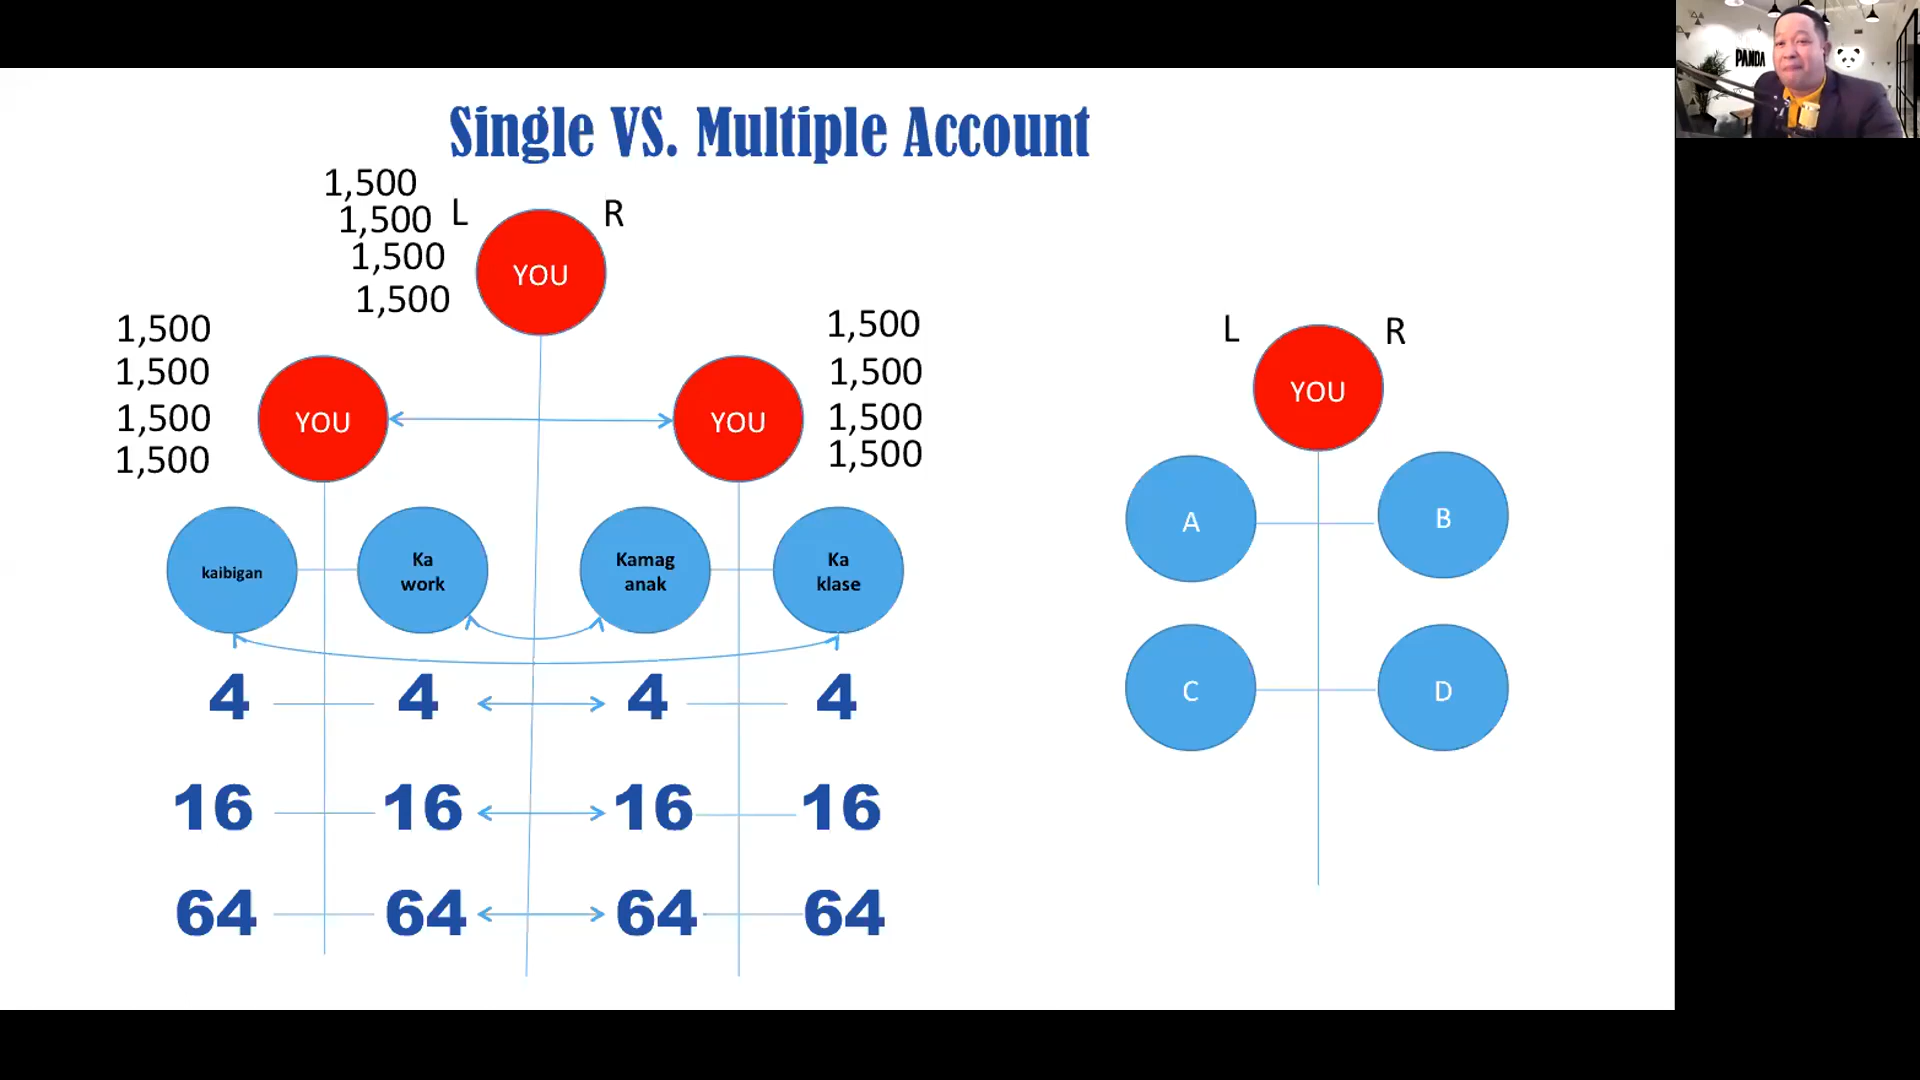 Single VS. Multiple Account
1,500
1,500
1,500
1,500
L
R
YOU
1,500
1,500
1,500
1,500
YOU
YOU
1,500
1,500
1,500
1,500
kaibigan
Ka
work
Kamag
anak
Ka
klase
4 4 4 4
16 16 16 16
64 64 64 64
L
R
YOU
A
B
C
D
PANDA